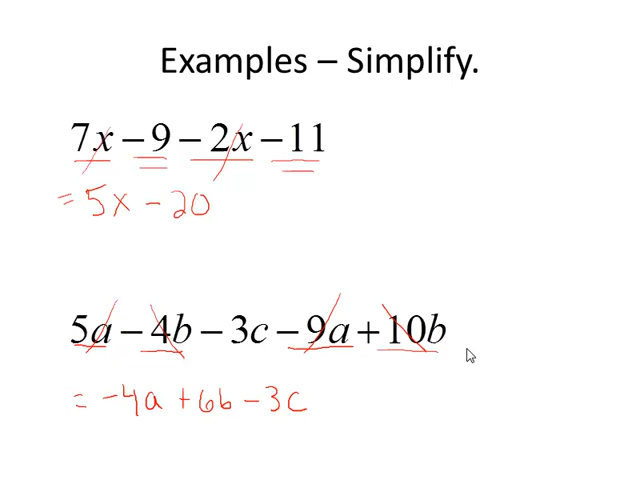 Examples – Simplify.
7x − 9 − 2x − 11
= 5x − 20
5a − 4b − 3c − 9a + 10b
= -4a + 6b − 3c